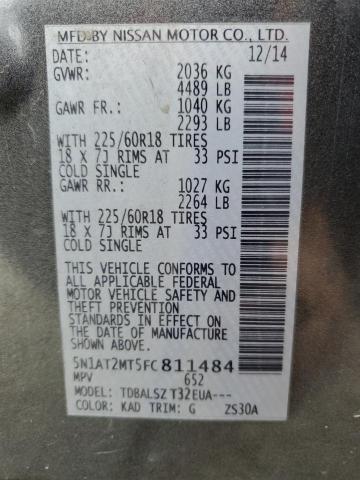 MFD BY NISSAN MOTOR CO., LTD.
DATE: 12/14
GVWR: 2036 KG
4489 LB
GAWR FR.: 1040 KG
2293 LB
WITH 225/60R18 TIRES
18 X 7J RIMS AT 33 PSI
COLD SINGLE
GAWR RR.: 1027 KG
2264 LB
WITH 225/60R18 TIRES
18 X 7J RIMS AT 33 PSI
COLD SINGLE
THIS VEHICLE CONFORMS TO
ALL APPLICABLE FEDERAL
MOTOR VEHICLE SAFETY AND
THEFT PREVENTION
STANDARDS IN EFFECT ON
THE DATE OF MANUFACTURE
SHOWN ABOVE.
5N1AT2MT5FC811484
MPV 652
TDBALSZ T32EUA---
COLOR: KAD TRIM: G ZS30A